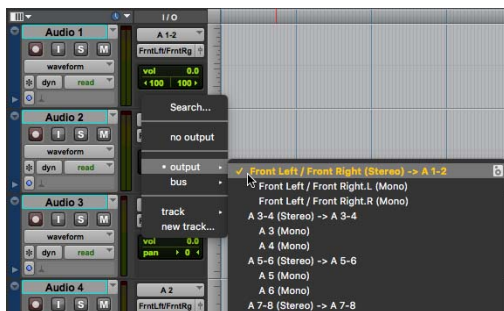 I / O
Audio 1
A 1-2
I S M
FrntLft/FrntRg
waveform
vol 0.0
dyn read
100 100
Audio 2
I S M
waveform
dyn read
Search...
no output
output
bus
track
new track...
Front Left / Front Right (Stereo) -> A 1-2
Front Left / Front Right.L (Mono)
Front Left / Front Right.R (Mono)
A 3-4 (Stereo) -> A 3-4
A 3 (Mono)
A 4 (Mono)
A 5-6 (Stereo) -> A 5-6
A 5 (Mono)
A 6 (Mono)
A 7-8 (Stereo) -> A 7-8
Audio 3
I S M
waveform
vol 0.0
dyn read
pan 0
Audio 4
A 2
I S M
FrntLft/FrntRg